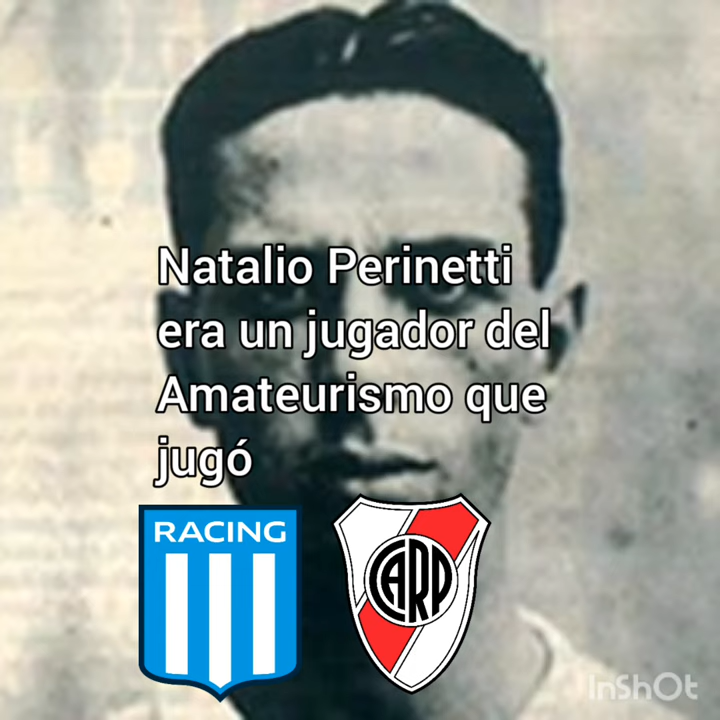 Natalio Perinetti
era un jugador del
Amateurismo que
jugó
RACING
CARP
InShOt